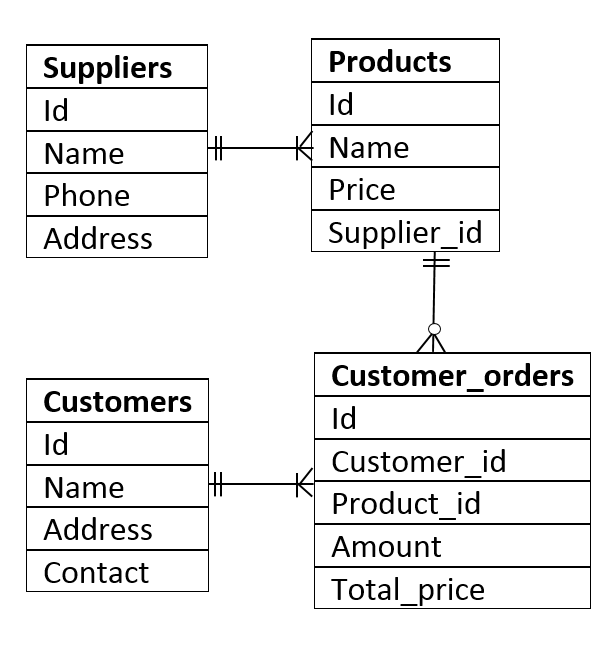 Suppliers
Id
Name
Phone
Address
Products
Id
Name
Price
Supplier_id
Customers
Id
Name
Address
Contact
Customer_orders
Id
Customer_id
Product_id
Amount
Total_price